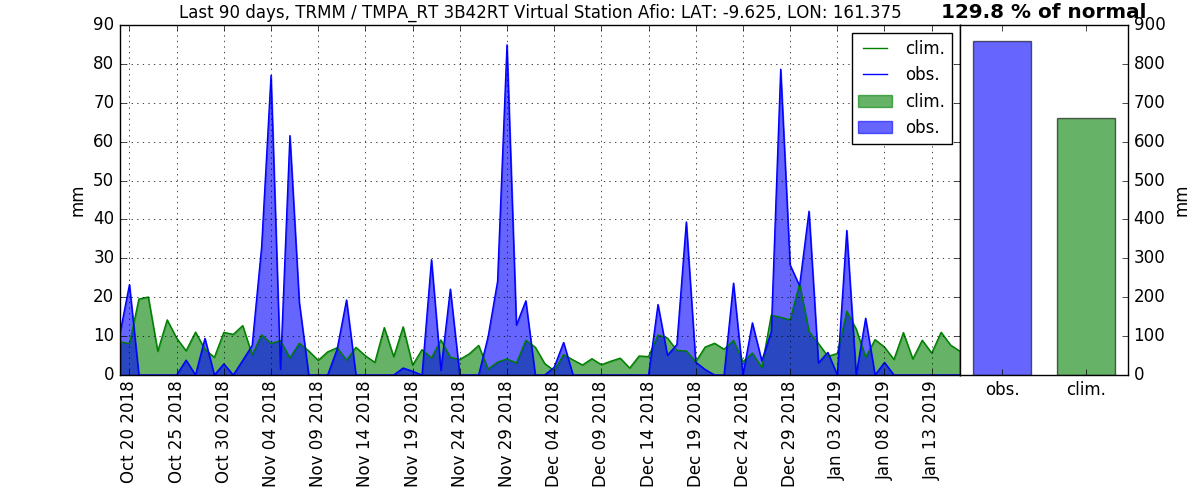 Last 90 days, TRMM / TMPA_RT 3B42RT Virtual Station Afio: LAT: -9.625, LON: 161.375
129.8 % of normal
90
80
70
60
50
40
30
20
10
0
mm
clim.
obs.
clim.
obs.
Oct 20 2018
Oct 25 2018
Oct 30 2018
Nov 04 2018
Nov 09 2018
Nov 14 2018
Nov 19 2018
Nov 24 2018
Nov 29 2018
Dec 04 2018
Dec 09 2018
Dec 14 2018
Dec 19 2018
Dec 24 2018
Dec 29 2018
Jan 03 2019
Jan 08 2019
Jan 13 2019
900
800
700
600
500
400
300
200
100
0
mm
obs.
clim.